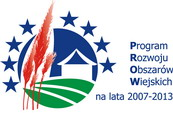 Program
Rozwoju
Obszarów
Wiejskich
na lata 2007-2013